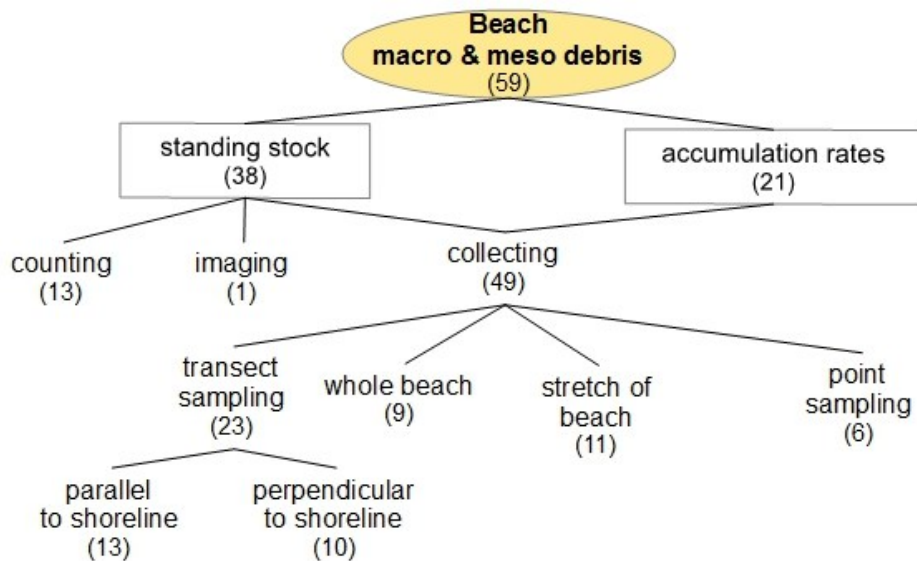 Beach
macro & meso debris
(59)
standing stock
(38)
accumulation rates
(21)
counting
(13)
imaging
(1)
collecting
(49)
transect
sampling
(23)
whole beach
(9)
stretch of
beach
(11)
point
sampling
(6)
parallel
to shoreline
(13)
perpendicular
to shoreline
(10)